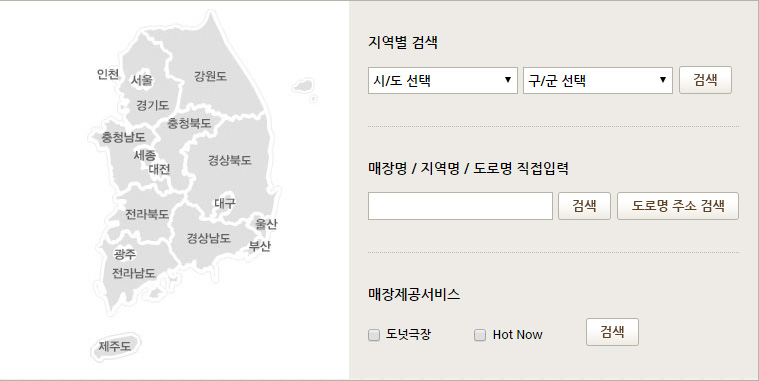 인천
서울
강원도
경기도
충청북도
충청남도
세종
대전
경상북도
대구
전라북도
울산
경상남도
부산
광주
전라남도
제주도
지역별 검색
시/도 선택 구/군 선택 검색
매장명 / 지역명 / 도로명 직접입력
검색 도로명 주소 검색
매장제공서비스
도넛극장 Hot Now 검색